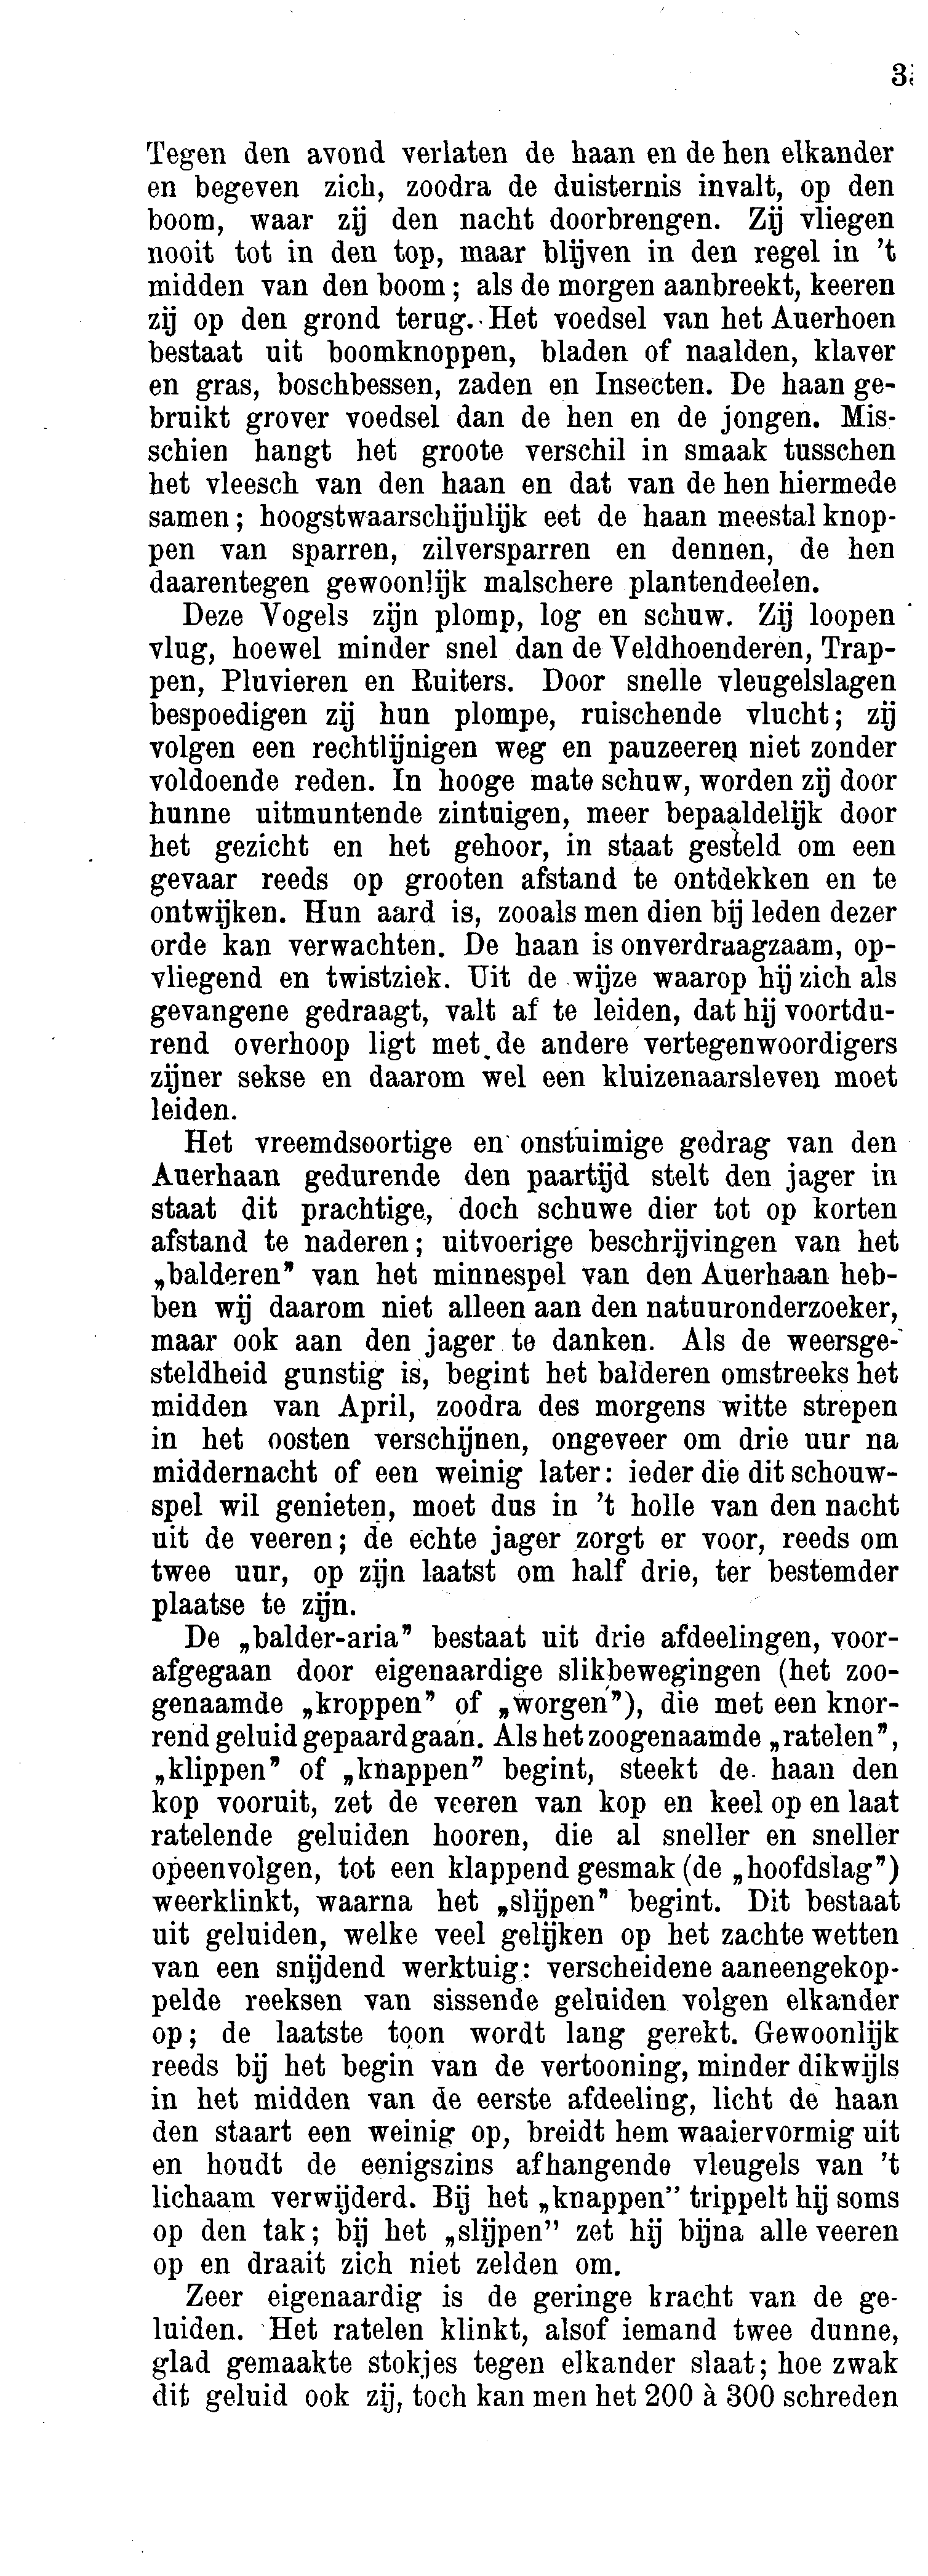 Tegen den avond verlaten de haan en de hen elkander
en begeven zich, zoodra de duisternis invalt, op den
boom, waar zij den nacht doorbrengen. Zij vliegen
nooit tot in den top, maar blijven in den regel in 't
midden van den boom; als de morgen aanbreekt, keeren
zij op den grond terug. Het voedsel van het Auerhoen
bestaat uit boomknoppen, bladen of naalden, klaver
en gras, boschbessen, zaden en Insecten. De haan ge-
bruikt grover voedsel dan de hen en de jongen. Mis-
schien hangt het groote verschil in smaak tusschen
het vleesch van den haan en dat van de hen hiermede
samen; hoogstwaarschijnlijk eet de haan meestal knop-
pen van sparren, zilversparren en dennen, de hen
daarentegen gewoonlijk malschere plantendeelen.
Deze Vogels zijn plomp, log en schuw. Zij loopen
vlug, hoewel minder snel dan de Veldhoenderen, Trap-
pen, Pluvieren en Ruiters. Door snelle vleugelslagen
bespoedigen zij hun plompe, ruischende vlucht; zij
volgen een rechtlijnigen weg en pauzeeren niet zonder
voldoende reden. In hooge mate schuw, worden zij door
hunne uitmuntende zintuigen, meer bepaaldelijk door
het gezicht en het gehoor, in staat gesteld om een
gevaar reeds op grooten afstand te ontdekken en te
ontwijken. Hun aard is, zooals men dien bij leden dezer
orde kan verwachten. De haan is onverdraagzaam, op-
vliegend en twistziek. Uit de wijze waarop hij zich als
gevangene gedraagt, valt af te leiden, dat hij voortdu-
rend overhoop ligt met de andere vertegenwoordigers
zijner sekse en daarom wel een kluizenaarsleven moet
leiden.
Het vreemdsoortige en onstuimige gedrag van den
Auerhaan gedurende den paartijd stelt den jager in
staat dit prachtige, doch schuwe dier tot op korten
afstand te naderen; uitvoerige beschrijvingen van het
„balderen” van het minnespel van den Auerhaan heb-
ben wij daarom niet alleen aan den natuuronderzoeker,
maar ook aan den jager te danken. Als de weersge-
steldheid gunstig is, begint het balderen omstreeks het
midden van April, zoodra des morgens witte strepen
in het oosten verschijnen, ongeveer om drie uur na
middernacht of een weinig later: ieder die dit schouw-
spel wil genieten, moet dus in 't holle van den nacht
uit de veeren; de echte jager zorgt er voor, reeds om
twee uur, op zijn laatst om half drie, ter bestemder
plaatse te zijn.
De „balder-aria” bestaat uit drie afdeelingen, voor-
afgegaan door eigenaardige slikbewegingen (het zoo-
genaamde „kroppen” of „worgen”), die met een knor-
rend geluid gepaard gaan. Als het zoogenaamde „ratelen”,
„klippen” of „knappen” begint, steekt de haan den
kop vooruit, zet de veeren van kop en keel op en laat
ratelende geluiden hooren, die al sneller en sneller
opeenvolgen, tot een klappend gesmak (de „hoofdslag”)
weerklinkt, waarna het „slijpen” begint. Dit bestaat
uit geluiden, welke veel gelijken op het zachte wetten
van een snijdend werktuig: verscheidene aaneengekop-
pelde reeksen van sissende geluiden volgen elkander
op; de laatste toon wordt lang gerekt. Gewoonlijk
reeds bij het begin van de vertooning, minder dikwijls
in het midden van de eerste afdeeling, licht de haan
den staart een weinig op, breidt hem waaiervormig uit
en houdt de eenigszins afhangende vleugels van 't
lichaam verwijderd. Bij het „knappen” trippelt hij soms
op den tak; bij het „slijpen” zet hij bijna alle veeren
op en draait zich niet zelden om.
Zeer eigenaardig is de geringe kracht van de ge-
luiden. Het ratelen klinkt, alsof iemand twee dunne,
glad gemaakte stokjes tegen elkander slaat; hoe zwak
dit geluid ook zij, toch kan men het 200 à 300 schreden